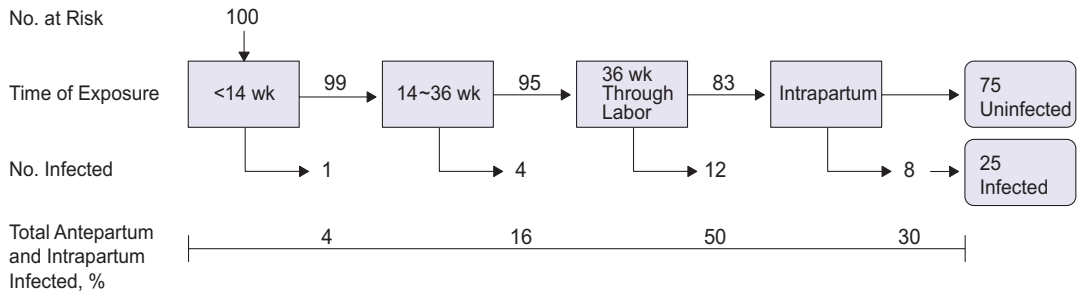 No. at Risk
100
Time of Exposure
<14 wk
99
14~36 wk
95
36 wk
Through
Labor
83
Intrapartum
75
Uninfected
No. Infected
1
4
12
8
25
Infected
Total Antepartum
and Intrapartum
Infected, %
4
16
50
30